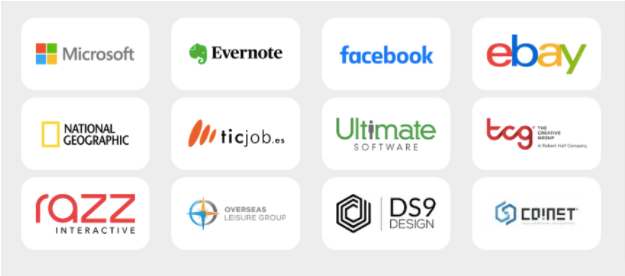 Microsoft
Evernote
facebook
ebay
NATIONAL
GEOGRAPHIC
ticjob.es
Ultimate
SOFTWARE
tcg
THE
CREATIVE
GROUP
A Robert Half Company
razz
INTERACTIVE
OVERSEAS
LEISURE GROUP
DS9
DESIGN